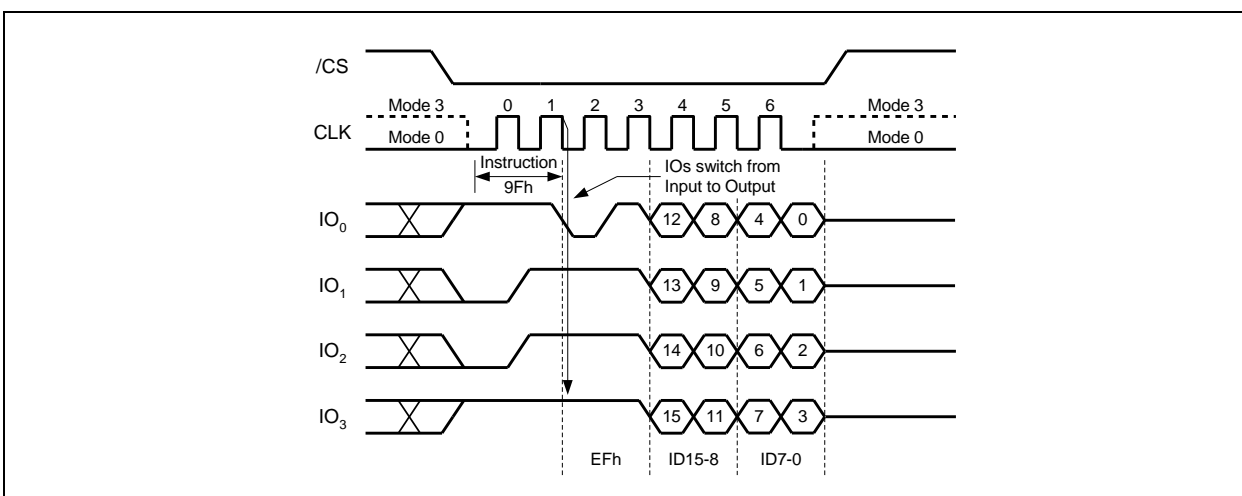 /CS
Mode 3 0 1 2 3 4 5 6 Mode 3
CLK
Mode 0 Mode 0
Instruction
9Fh
IOs switch from
Input to Output
IO0 12 8 4 0
IO1 13 9 5 1
IO2 14 10 6 2
IO3 15 11 7 3
EFh ID15-8 ID7-0